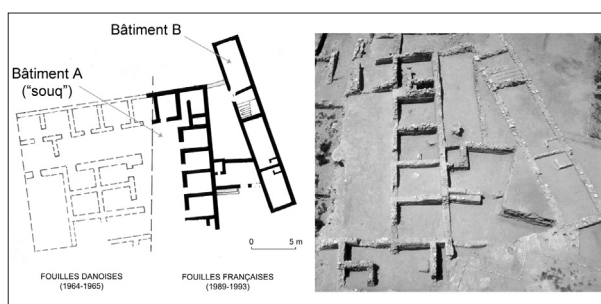 Bâtiment B
Bâtiment A
("souq")
0 5 m
FOUILLES DANOISES
(1964-1965)
FOUILLES FRANÇAISES
(1989-1993)